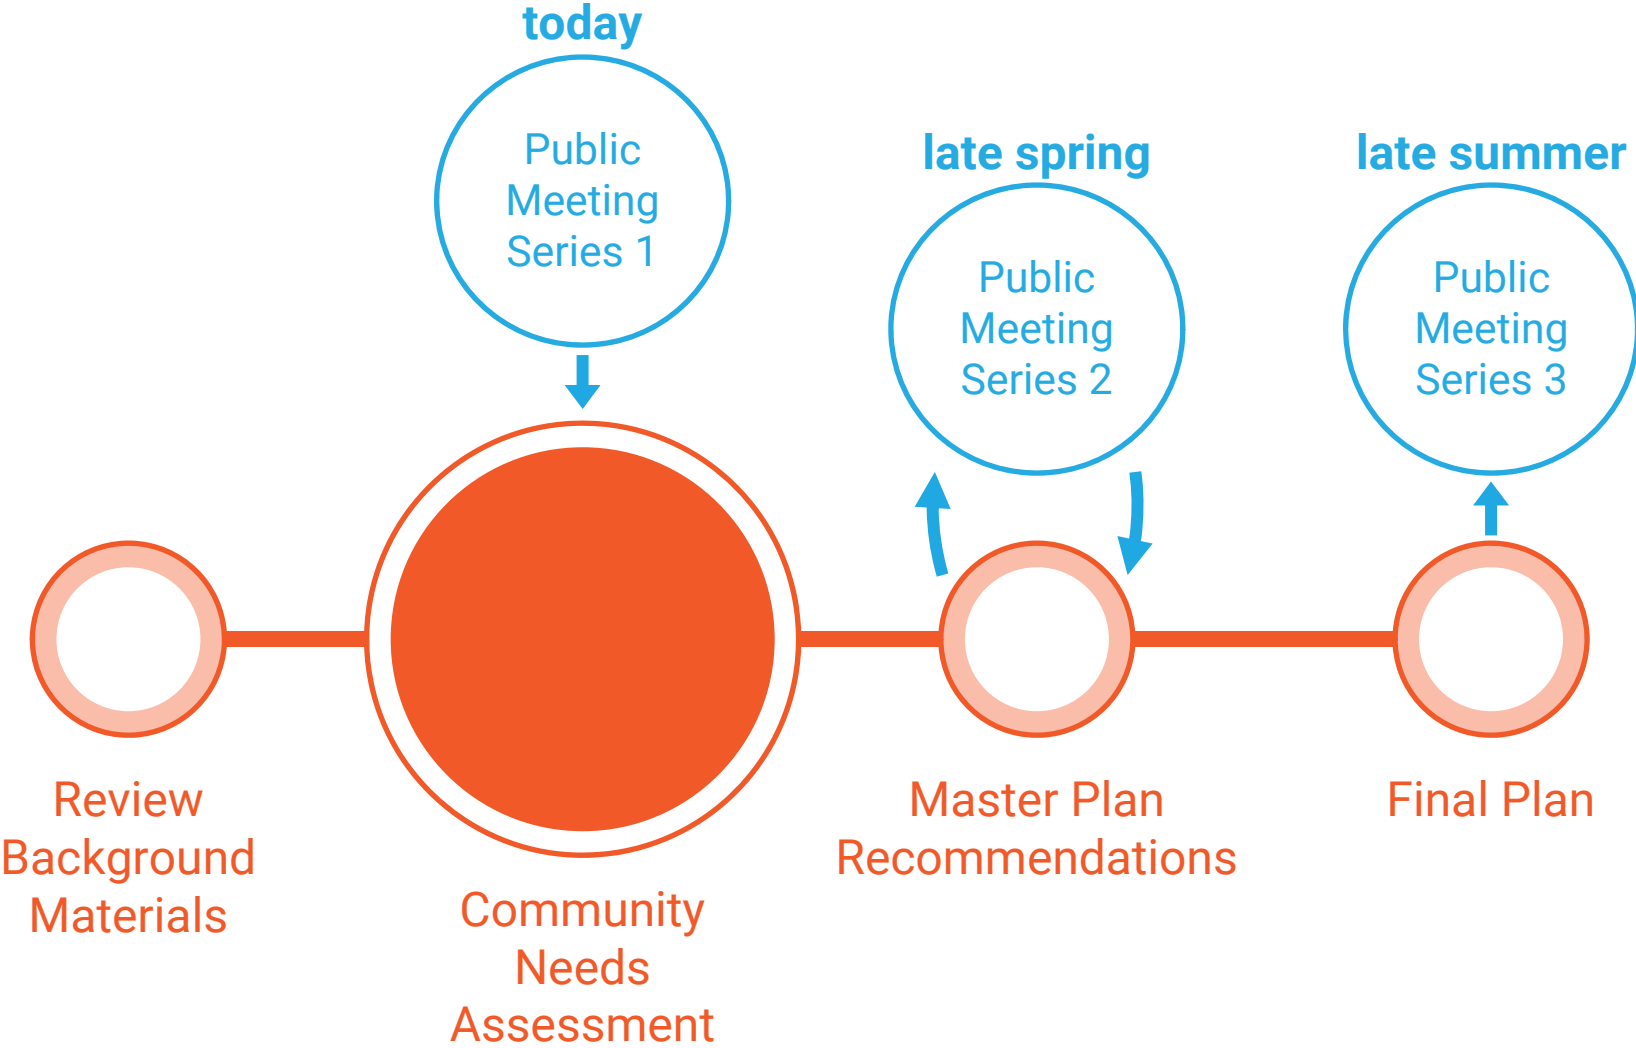 today
Public
Meeting
Series 1
late spring
Public
Meeting
Series 2
late summer
Public
Meeting
Series 3
Review
Background
Materials
Community
Needs
Assessment
Master Plan
Recommendations
Final Plan